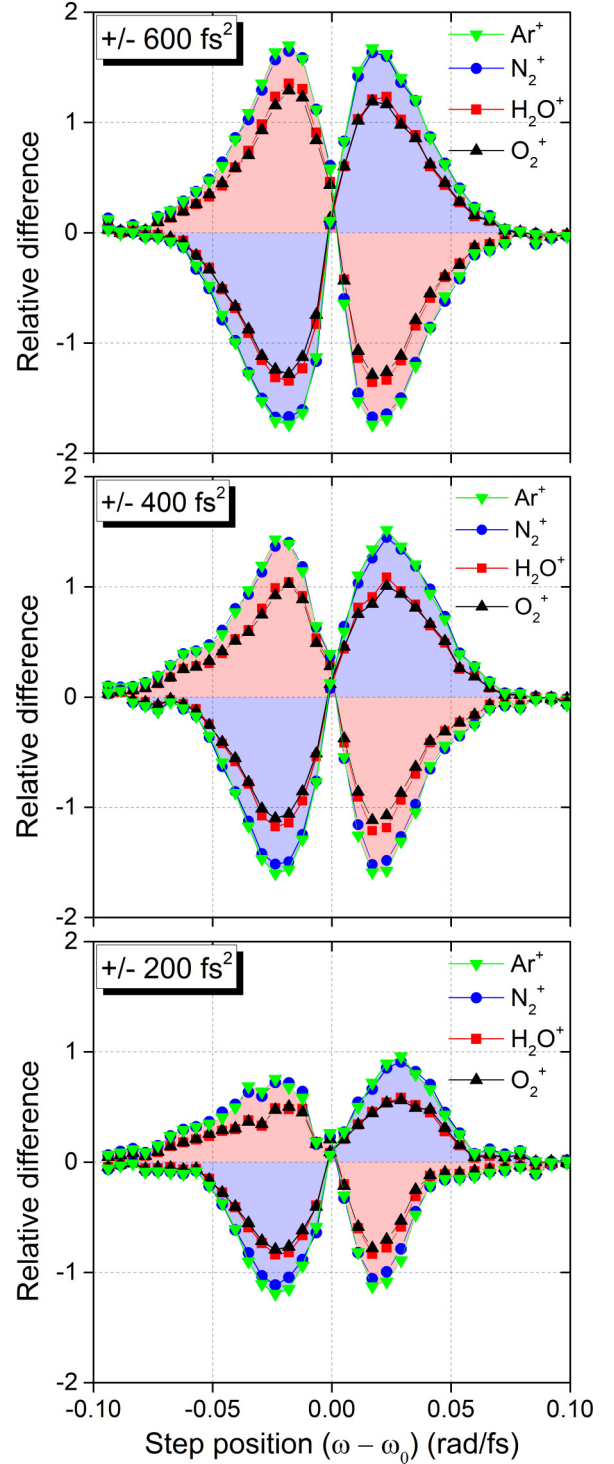 +/- 600 fs²
Ar⁺
N₂⁺
H₂O⁺
O₂⁺
2
1
0
-1
-2
Relative difference
+/- 400 fs²
Ar⁺
N₂⁺
H₂O⁺
O₂⁺
2
1
0
-1
-2
Relative difference
+/- 200 fs²
Ar⁺
N₂⁺
H₂O⁺
O₂⁺
2
1
0
-1
-2
Relative difference
-0.10 -0.05 0.00 0.05 0.10
Step position (ω − ω₀) (rad/fs)